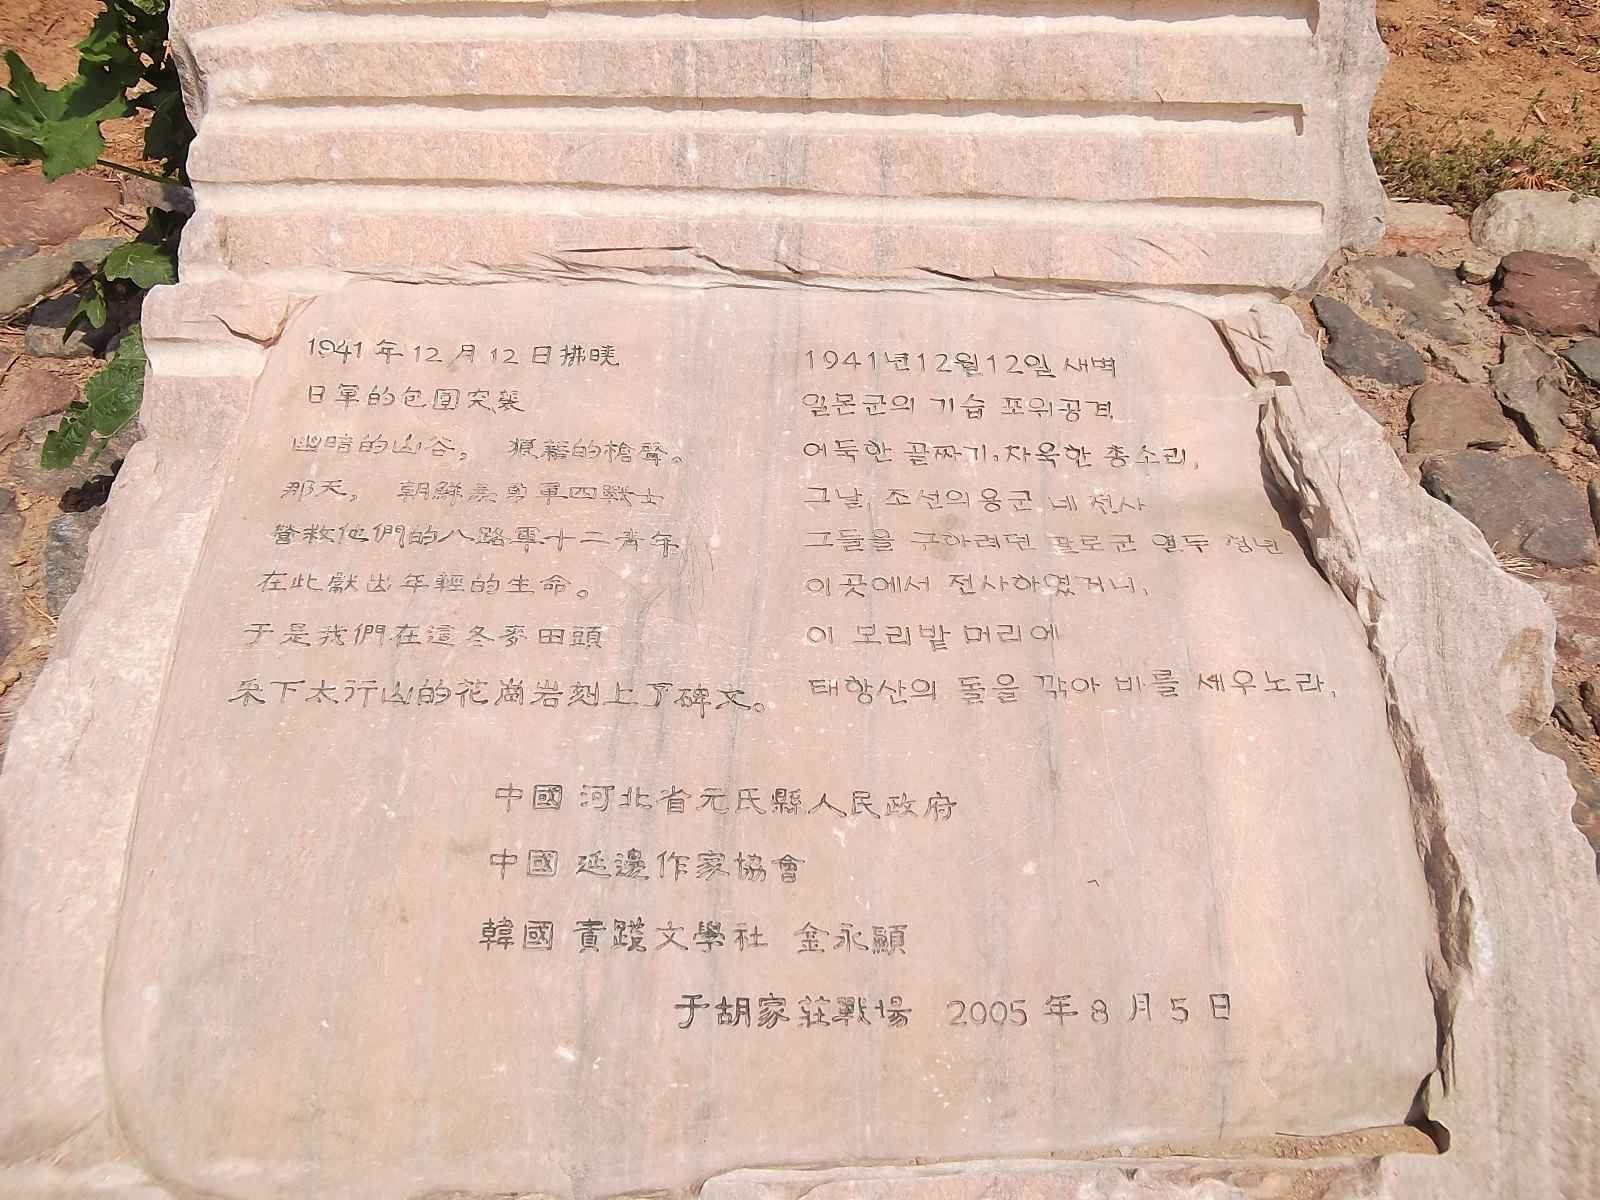 1941年12月12日拂曉
日軍的包圍突襲
幽暗的山谷，狼藉的槍聲。
那天，朝鮮義勇軍四戰士
營救他們的八路軍十二青年
在此獻出年輕的生命。
于是我們在這冬麥田頭
采下太行山的花崗岩刻上了碑文。
1941년12월12일 새벽
일본군의 기습 포위공격
어둑한 골짜기,자욱한 총소리,
그날, 조선의용군 네 전사
그들을 구하려던 팔로군 열두 청년
이곳에서 전사하였거니,
이 보리밭 머리에
태항산의 돌을 깎아 비를 세우노라,
中國 河北省元氏縣人民政府
中國 延邊作家協會
韓國 實踐文學社 金永顯
于胡家莊戰場 2005年8月5日